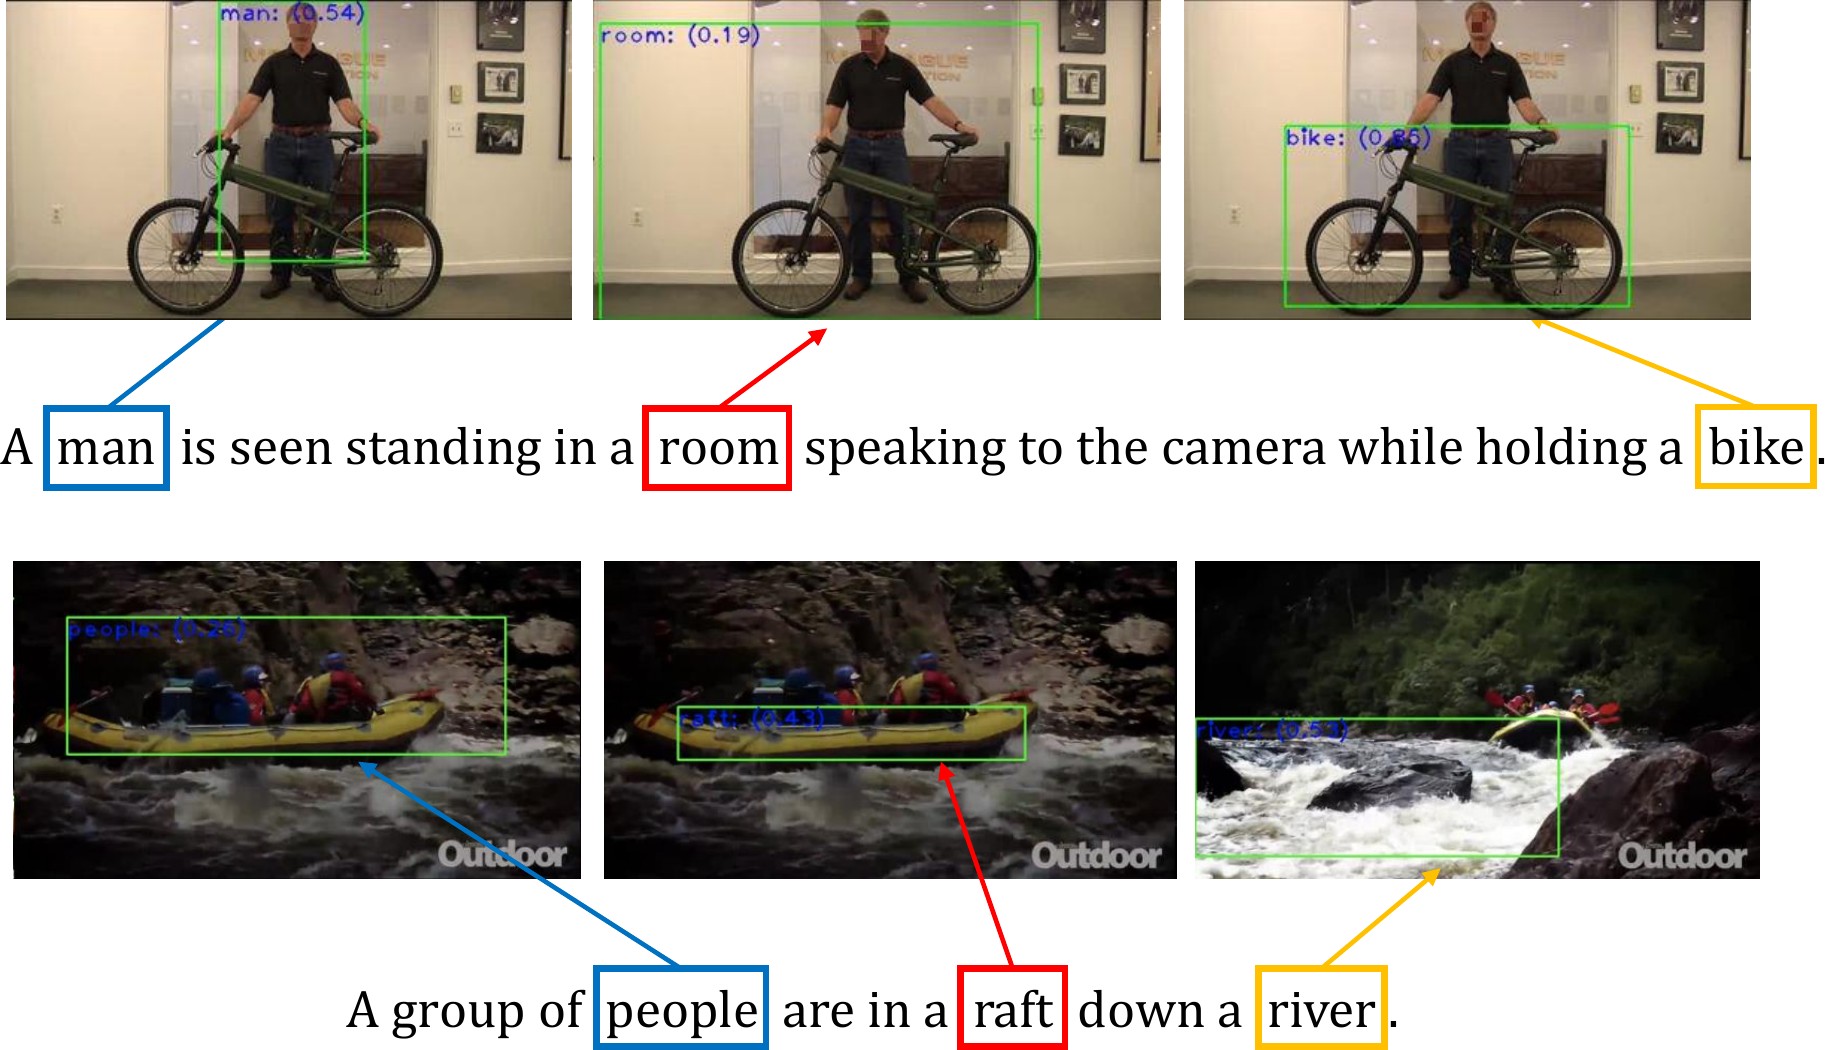 man: (0.54)
room: (0.19)
bike: (0.86)
A man is seen standing in a room speaking to the camera while holding a bike.
people: (0.26)
raft: (0.43)
river: (0.53)
Outdoor
Outdoor
Outdoor
A group of people are in a raft down a river.